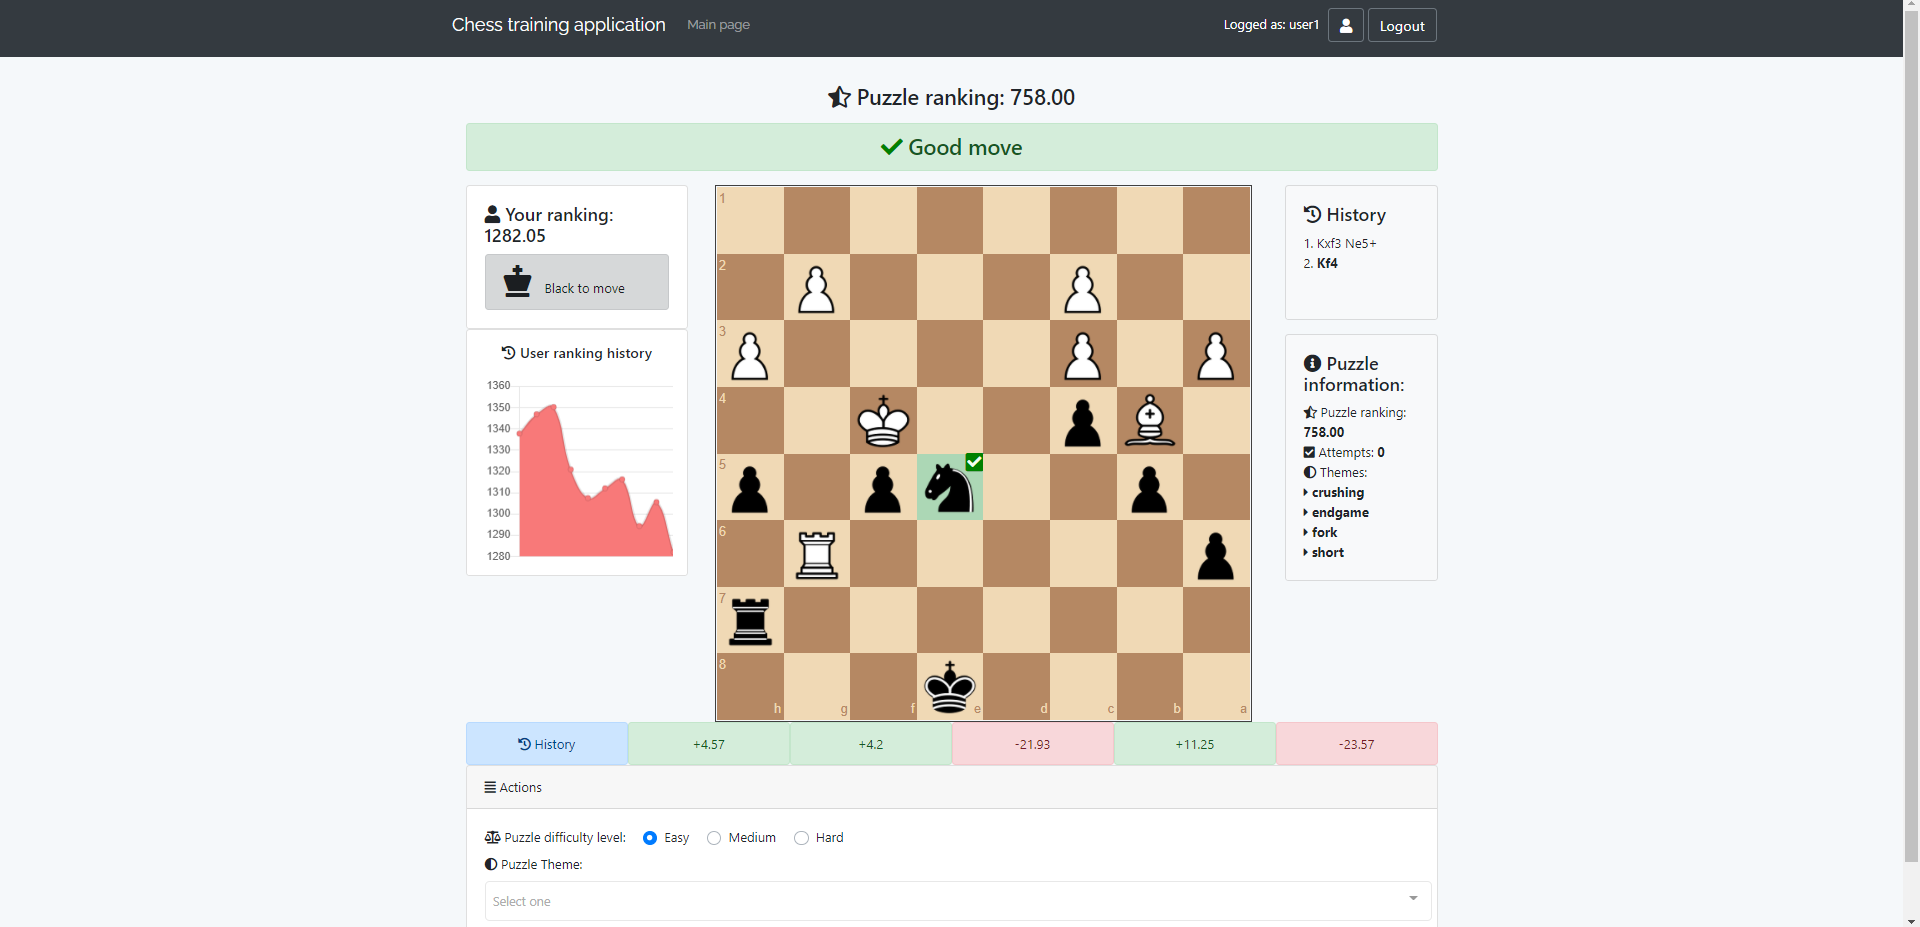 Chess training application
Main page
Logged as: user1
Logout
Puzzle ranking: 758.00
Good move
Your ranking:
1282.05
Black to move
User ranking history
1360
1350
1340
1330
1320
1310
1300
1290
1280
1
2
3
4
5
6
7
8
h
g
f
e
d
c
b
a
History
1. Kxf3 Ne5+
2. Kf4
Puzzle
information:
Puzzle ranking:
758.00
Attempts: 0
Themes:
crushing
endgame
fork
short
History
+4.57
+4.2
-21.93
+11.25
-23.57
Actions
Puzzle difficulty level: Easy Medium Hard
Puzzle Theme:
Select one